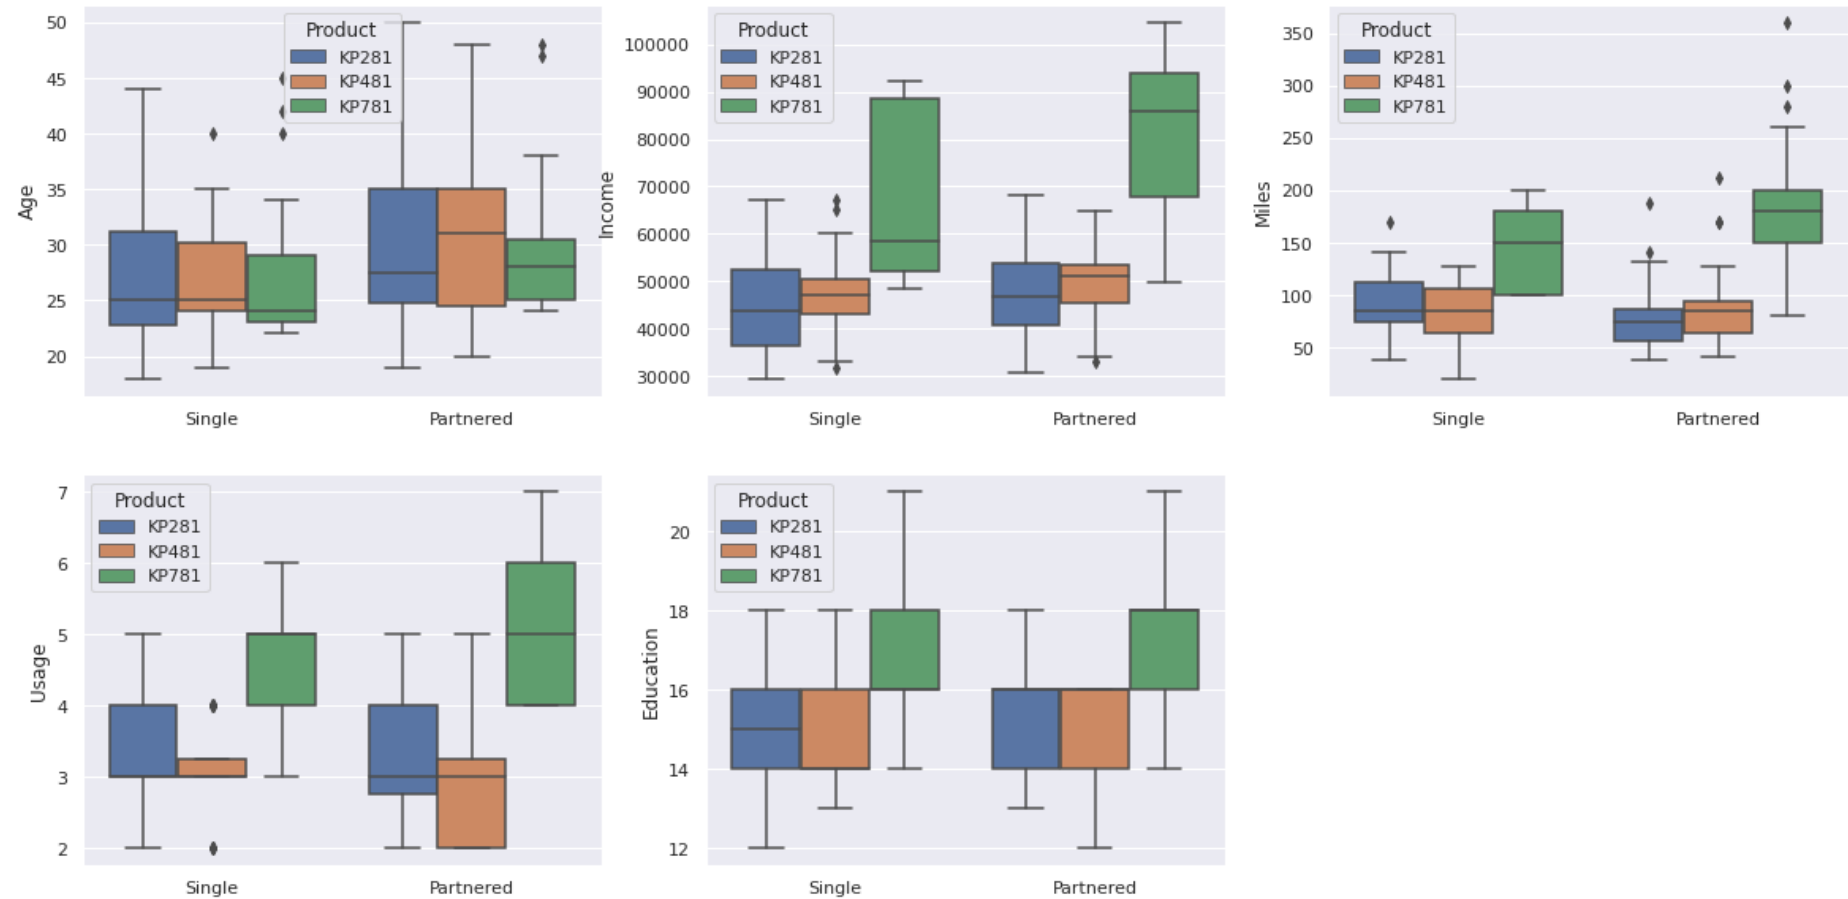 Product
KP281
KP481
KP781
50
45
40
35
30
25
20
Age
Single
Partnered
Product
KP281
KP481
KP781
100000
90000
80000
70000
60000
50000
40000
30000
Income
Single
Partnered
Product
KP281
KP481
KP781
350
300
250
200
150
100
50
Miles
Single
Partnered
Product
KP281
KP481
KP781
7
6
5
4
3
2
Usage
Single
Partnered
Product
KP281
KP481
KP781
20
18
16
14
12
Education
Single
Partnered